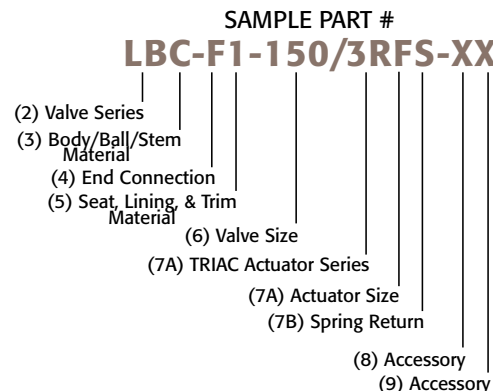 SAMPLE PART #
LBC-F1-150/3RFS-XX
(2) Valve Series
(3) Body/Ball/Stem
Material
(4) End Connection
(5) Seat, Lining, & Trim
Material
(6) Valve Size
(7A) TRIAC Actuator Series
(7A) Actuator Size
(7B) Spring Return
(8) Accessory
(9) Accessory